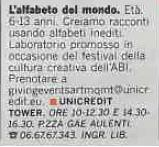 L'alfabeto del mondo. Età.
6-13 anni. Creiamo racconti
usando alfabeti inediti.
Laboratorio promosso in
occasione del festival della
cultura creativa dell'ABI.
Prenotare a
givingeventsartmgmt@unicr
edit.eu. ■ UNICREDIT
TOWER, ORE 10-12.30 E 14.30-
16.30. PZZA GAE AULENTI.
☎ 06.67.67.343. INGR. LIB.